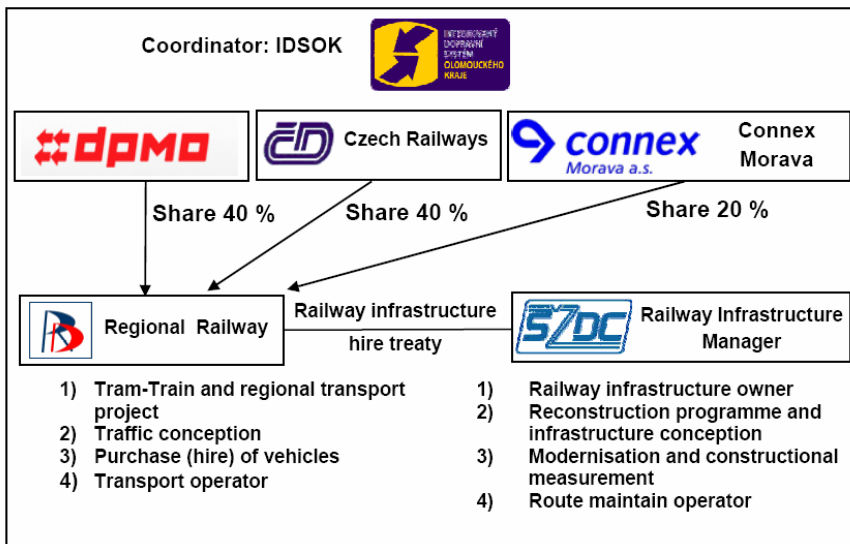 Coordinator: IDSOK
INTEGROVANÝ
DOPRAVNÍ
SYSTÉM
OLOMOUCKÉHO
KRAJE
dpmo
ČD
Czech Railways
connex
Morava a.s.
Connex
Morava
Share 40 %
Share 40 %
Share 20 %
Regional Railway
Railway infrastructure
hire treaty
SŽDC
Railway Infrastructure
Manager
1) Tram-Train and regional transport
project
2) Traffic conception
3) Purchase (hire) of vehicles
4) Transport operator
1) Railway infrastructure owner
2) Reconstruction programme and
infrastructure conception
3) Modernisation and constructional
measurement
4) Route maintain operator